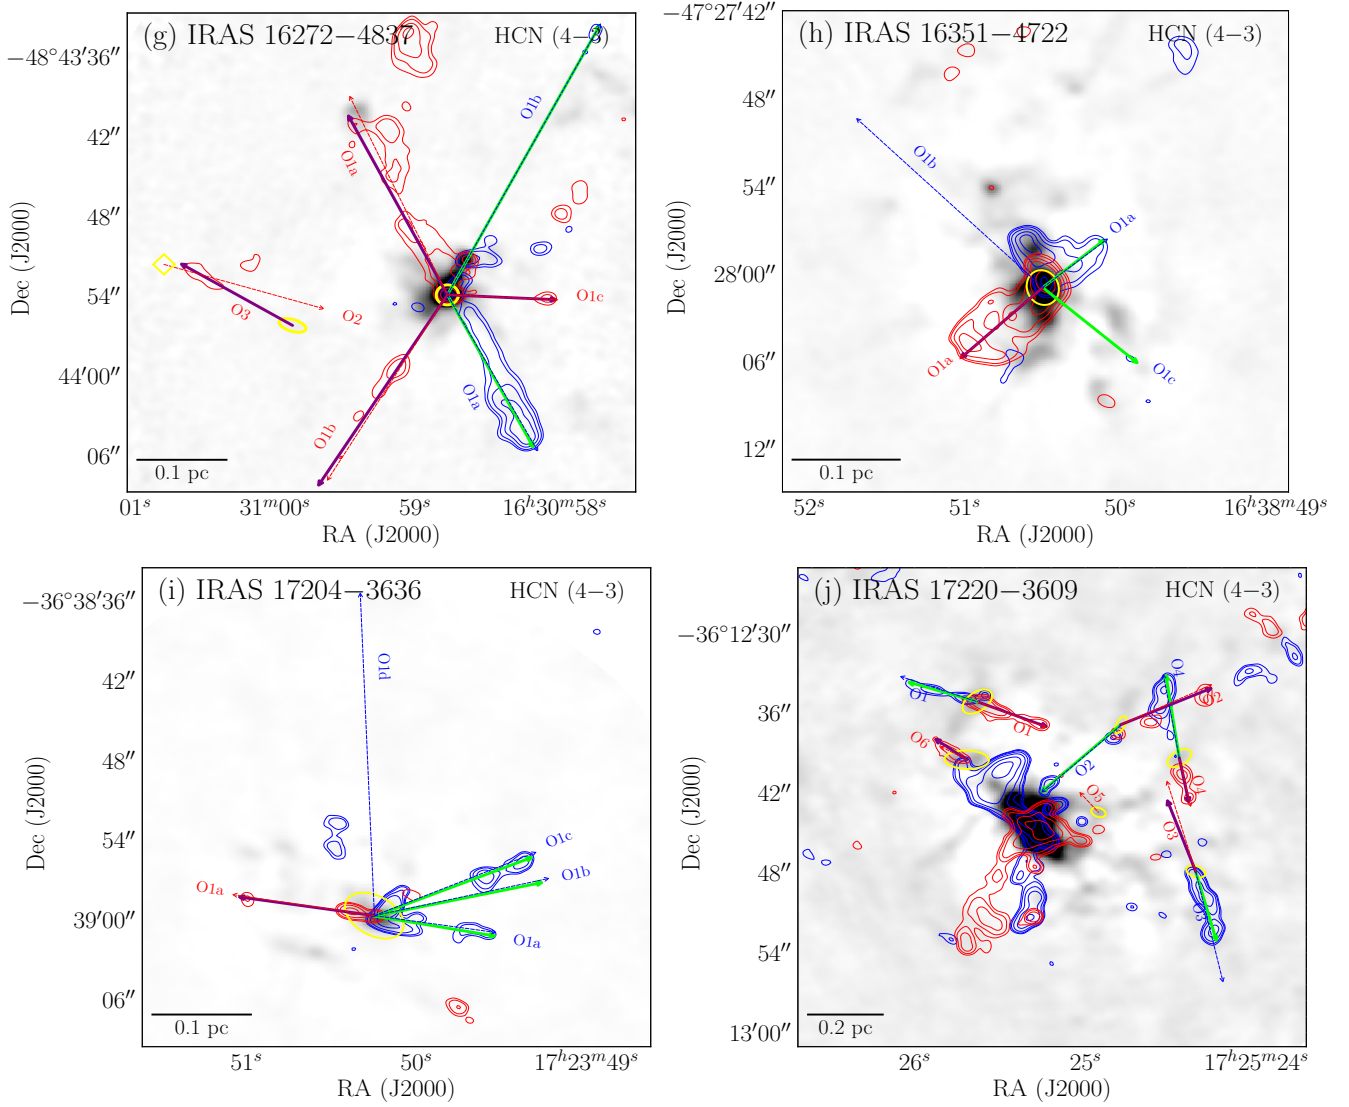 (g) IRAS 16272−4837
HCN (4−3)
−48°43′36″
42″
48″
54″
44′00″
06″
Dec (J2000)
O1b
O1a
O1c
O2
O3
O1a
O1b
0.1 pc
01ˢ
31ᵐ00ˢ
59ˢ
16ʰ30ᵐ58ˢ
RA (J2000)
(h) IRAS 16351−4722
HCN (4−3)
−47°27′42″
48″
54″
28′00″
06″
12″
Dec (J2000)
O1b
O1a
O1a
O1c
0.1 pc
52ˢ
51ˢ
50ˢ
16ʰ38ᵐ49ˢ
RA (J2000)
(i) IRAS 17204−3636
HCN (4−3)
−36°38′36″
42″
48″
54″
39′00″
06″
Dec (J2000)
O1d
O1c
O1b
O1a
O1a
0.1 pc
51ˢ
50ˢ
17ʰ23ᵐ49ˢ
RA (J2000)
(j) IRAS 17220−3609
HCN (4−3)
−36°12′30″
36″
42″
48″
54″
13′00″
Dec (J2000)
O4
O1
O2
O1
O6
O2
O4
O5
O3
O3
0.2 pc
26ˢ
25ˢ
17ʰ25ᵐ24ˢ
RA (J2000)